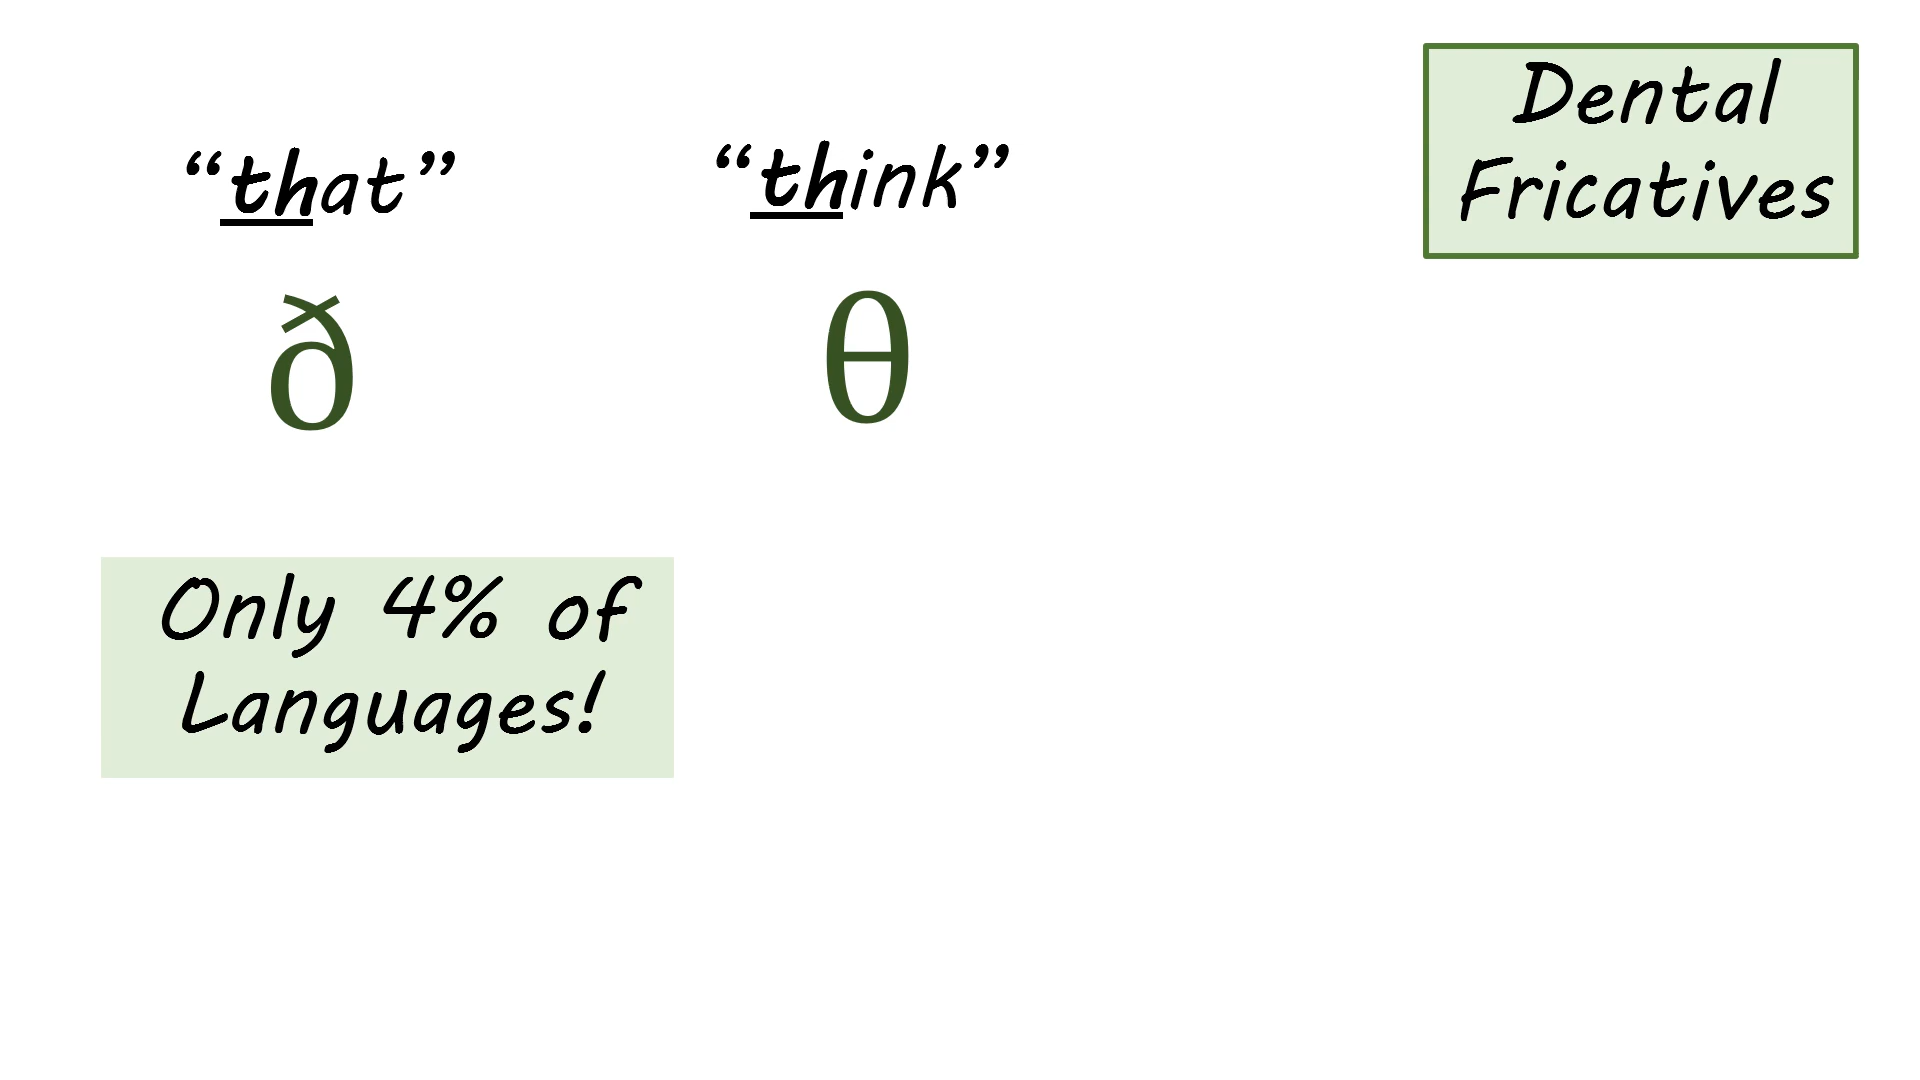 “that”
“think”
Dental
Fricatives
ð
θ
Only 4% of
Languages!